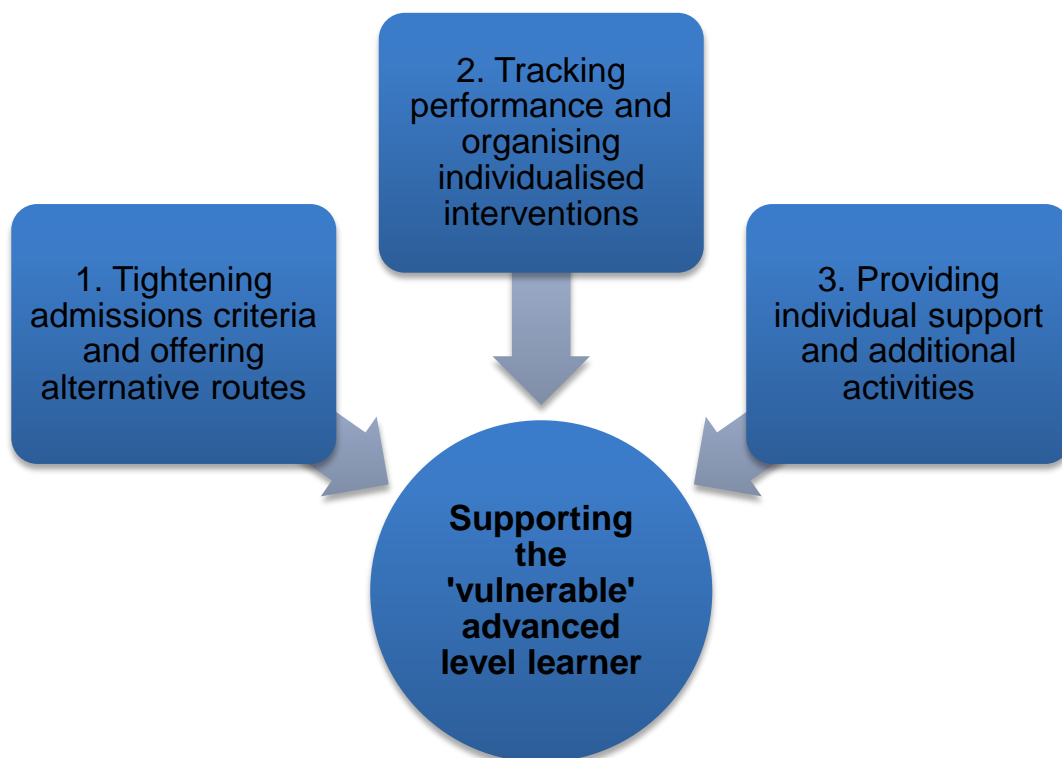 1. Tightening
admissions criteria
and offering
alternative routes
2. Tracking
performance and
organising
individualised
interventions
3. Providing
individual support
and additional
activities
Supporting
the
'vulnerable'
advanced
level learner